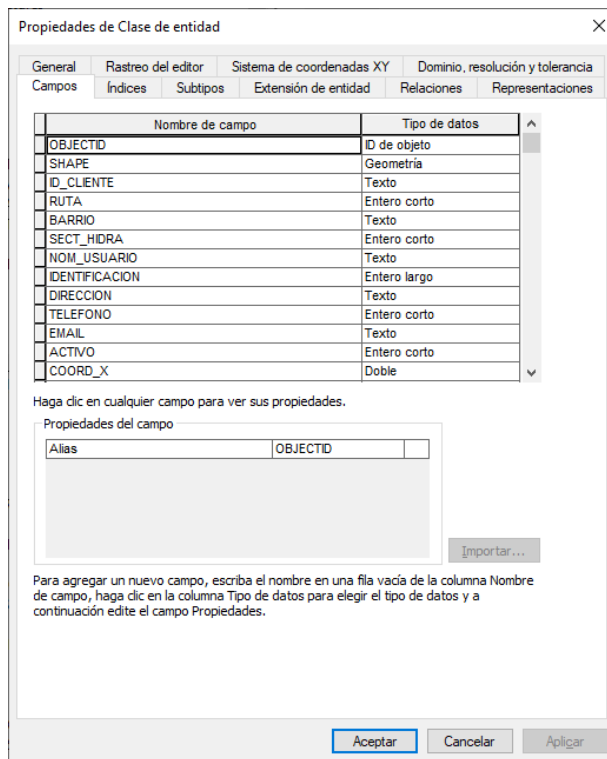 Propiedades de Clase de entidad
General Rastreo del editor Sistema de coordenadas XY Dominio, resolución y tolerancia
Campos Índices Subtipos Extensión de entidad Relaciones Representaciones
Nombre de campo Tipo de datos
OBJECTID ID de objeto
SHAPE Geometría
ID_CLIENTE Texto
RUTA Entero corto
BARRIO Texto
SECT_HIDRA Entero corto
NOM_USUARIO Texto
IDENTIFICACION Entero largo
DIRECCION Texto
TELEFONO Entero corto
EMAIL Texto
ACTIVO Entero corto
COORD_X Doble
Haga clic en cualquier campo para ver sus propiedades.
Propiedades del campo
Alias OBJECTID
Importar...
Para agregar un nuevo campo, escriba el nombre en una fila vacía de la columna Nombre
de campo, haga clic en la columna Tipo de datos para elegir el tipo de datos y a
continuación edite el campo Propiedades.
Aceptar Cancelar Aplicar